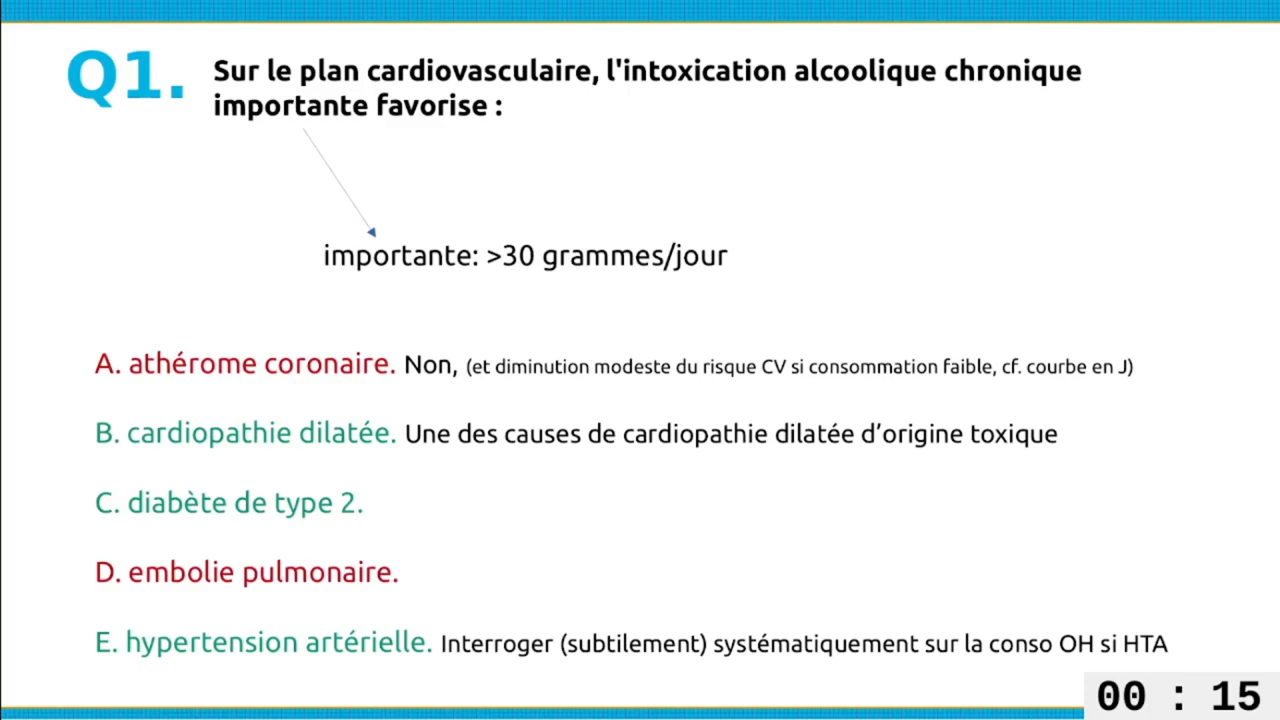 Q1.
Sur le plan cardiovasculaire, l'intoxication alcoolique chronique
importante favorise :
importante: >30 grammes/jour
A. athérome coronaire. Non, (et diminution modeste du risque CV si consommation faible, cf. courbe en J)
B. cardiopathie dilatée. Une des causes de cardiopathie dilatée d’origine toxique
C. diabète de type 2.
D. embolie pulmonaire.
E. hypertension artérielle. Interroger (subtilement) systématiquement sur la conso OH si HTA
00 : 15